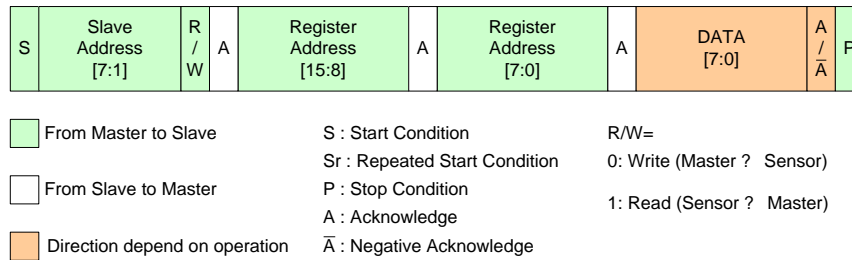 S
Slave
Address
[7:1]
R
/
W
A
Register
Address
[15:8]
A
Register
Address
[7:0]
A
DATA
[7:0]
A
/
A̅
P
From Master to Slave
From Slave to Master
Direction depend on operation
S : Start Condition
Sr : Repeated Start Condition
P : Stop Condition
A : Acknowledge
A̅ : Negative Acknowledge
R/W=
0: Write (Master ? Sensor)
1: Read (Sensor ? Master)